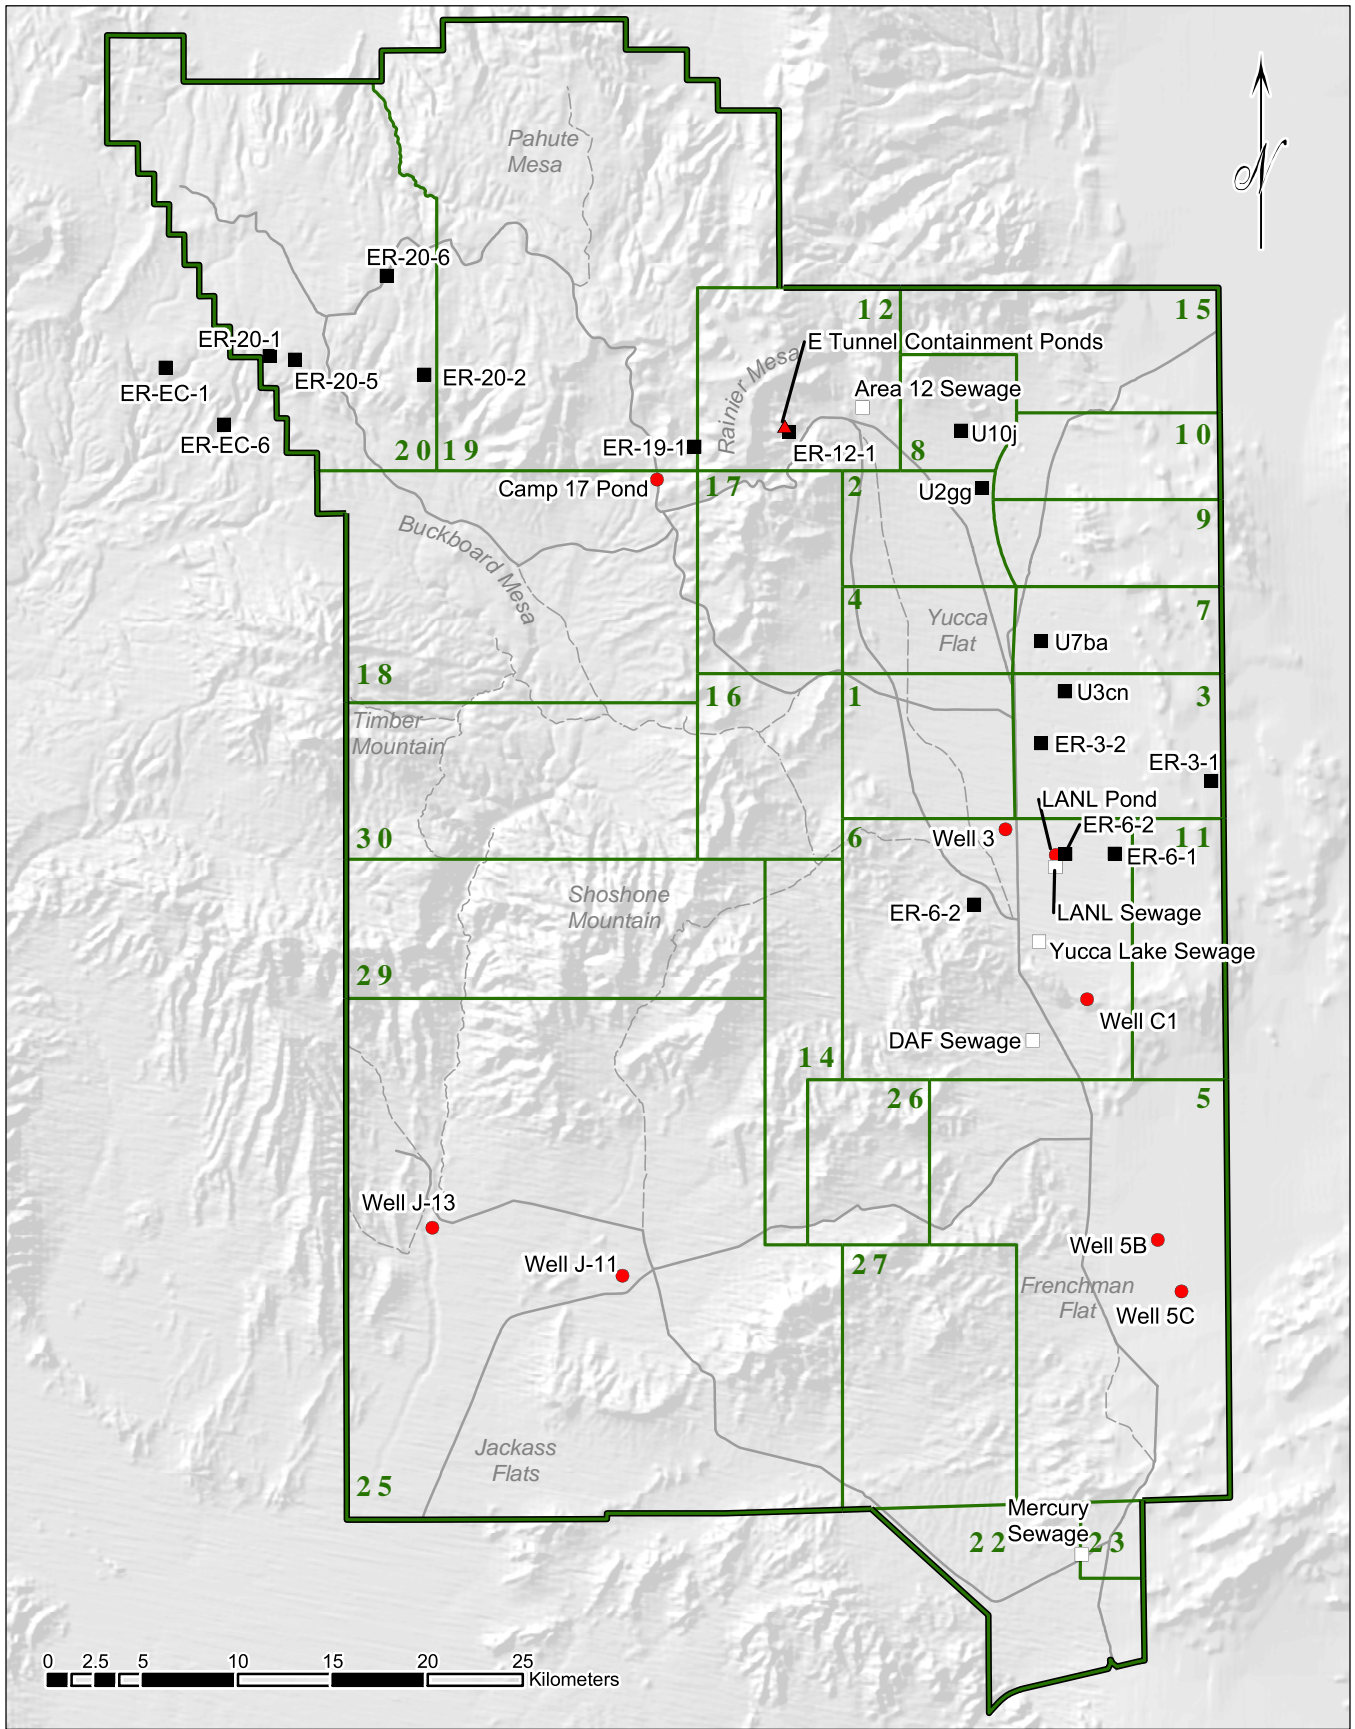 Pahute
Mesa
ER-20-6
12
15
ER-20-1
E Tunnel Containment Ponds
ER-20-5
ER-20-2
ER-EC-1
Rainier Mesa
Area 12 Sewage
ER-EC-6
20
19
ER-19-1
ER-12-1
8
U10j
10
Camp 17 Pond
17
2
U2gg
9
Buckboard Mesa
4
Yucca
Flat
7
U7ba
18
16
1
U3cn
3
Timber
Mountain
ER-3-2
ER-3-1
LANL Pond
ER-6-2
30
6
Well 3
11
ER-6-1
Shoshone
Mountain
ER-6-2
LANL Sewage
Yucca Lake Sewage
29
Well C1
DAF Sewage
14
26
5
Well J-13
Well 5B
Well J-11
27
Frenchman
Flat
Well 5C
Jackass
Flats
25
Mercury
Sewage
22
23
0 2.5 5 10 15 20 25
Kilometers
N